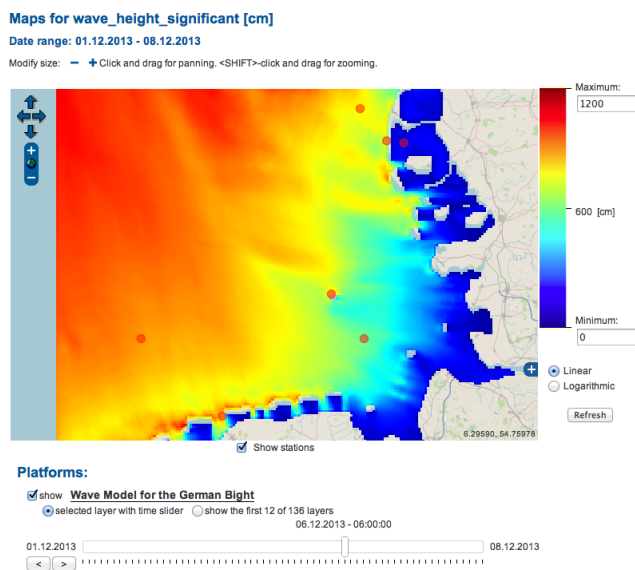 Maps for wave_height_significant [cm]
Date range: 01.12.2013 - 08.12.2013
Modify size: − + Click and drag for panning. <SHIFT>-click and drag for zooming.
Maximum:
1200
600 [cm]
Minimum:
0
Linear
Logarithmic
Refresh
6.29590, 54.75978
Show stations
Platforms:
show Wave Model for the German Bight
selected layer with time slider show the first 12 of 136 layers
06.12.2013 - 06:00:00
01.12.2013 08.12.2013
< >